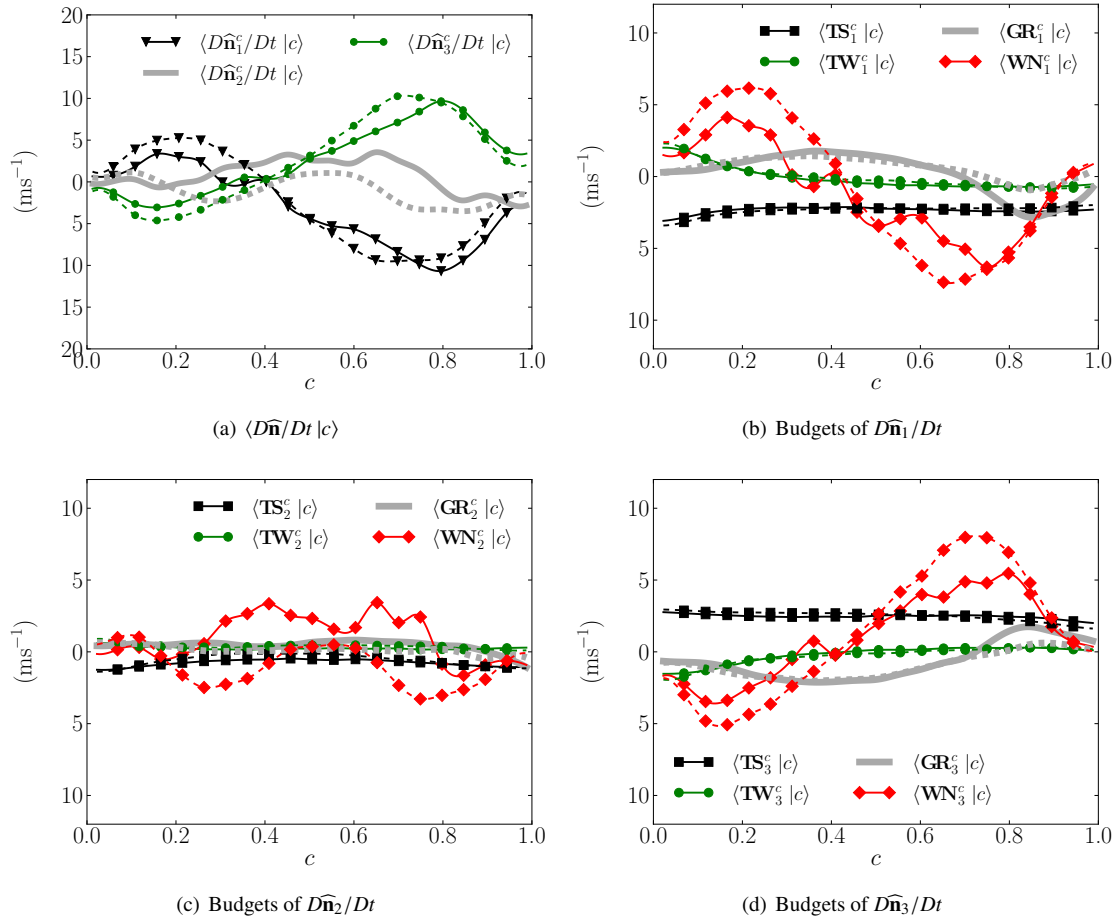 20
15
10
5
0
5
10
15
20
(ms⁻¹)
⟨Dn̂₁ᶜ/Dt |c⟩
⟨Dn̂₂ᶜ/Dt |c⟩
⟨Dn̂₃ᶜ/Dt |c⟩
0.0 0.2 0.4 0.6 0.8 1.0
c
(a) ⟨Dn̂/Dt |c⟩
10
5
0
5
10
(ms⁻¹)
⟨TS₁ᶜ |c⟩
⟨TW₁ᶜ |c⟩
⟨GR₁ᶜ |c⟩
⟨WN₁ᶜ |c⟩
0.0 0.2 0.4 0.6 0.8 1.0
c
(b) Budgets of Dn̂₁/Dt
10
5
0
5
10
(ms⁻¹)
⟨TS₂ᶜ |c⟩
⟨TW₂ᶜ |c⟩
⟨GR₂ᶜ |c⟩
⟨WN₂ᶜ |c⟩
0.0 0.2 0.4 0.6 0.8 1.0
c
(c) Budgets of Dn̂₂/Dt
10
5
0
5
10
(ms⁻¹)
⟨TS₃ᶜ |c⟩
⟨TW₃ᶜ |c⟩
⟨GR₃ᶜ |c⟩
⟨WN₃ᶜ |c⟩
0.0 0.2 0.4 0.6 0.8 1.0
c
(d) Budgets of Dn̂₃/Dt